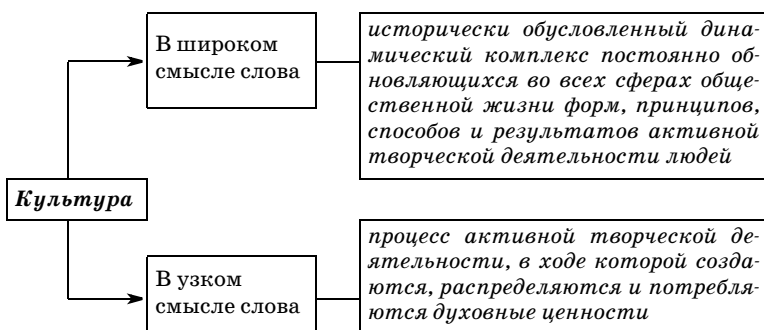 В широком
смысле слова
исторически обусловленный дина-
мический комплекс постоянно об-
новляющихся во всех сферах обще-
ственной жизни форм, принципов,
способов и результатов активной
творческой деятельности людей
Культура
В узком
смысле слова
процесс активной творческой де-
ятельности, в ходе которой созда-
ются, распределяются и потребля-
ются духовные ценности